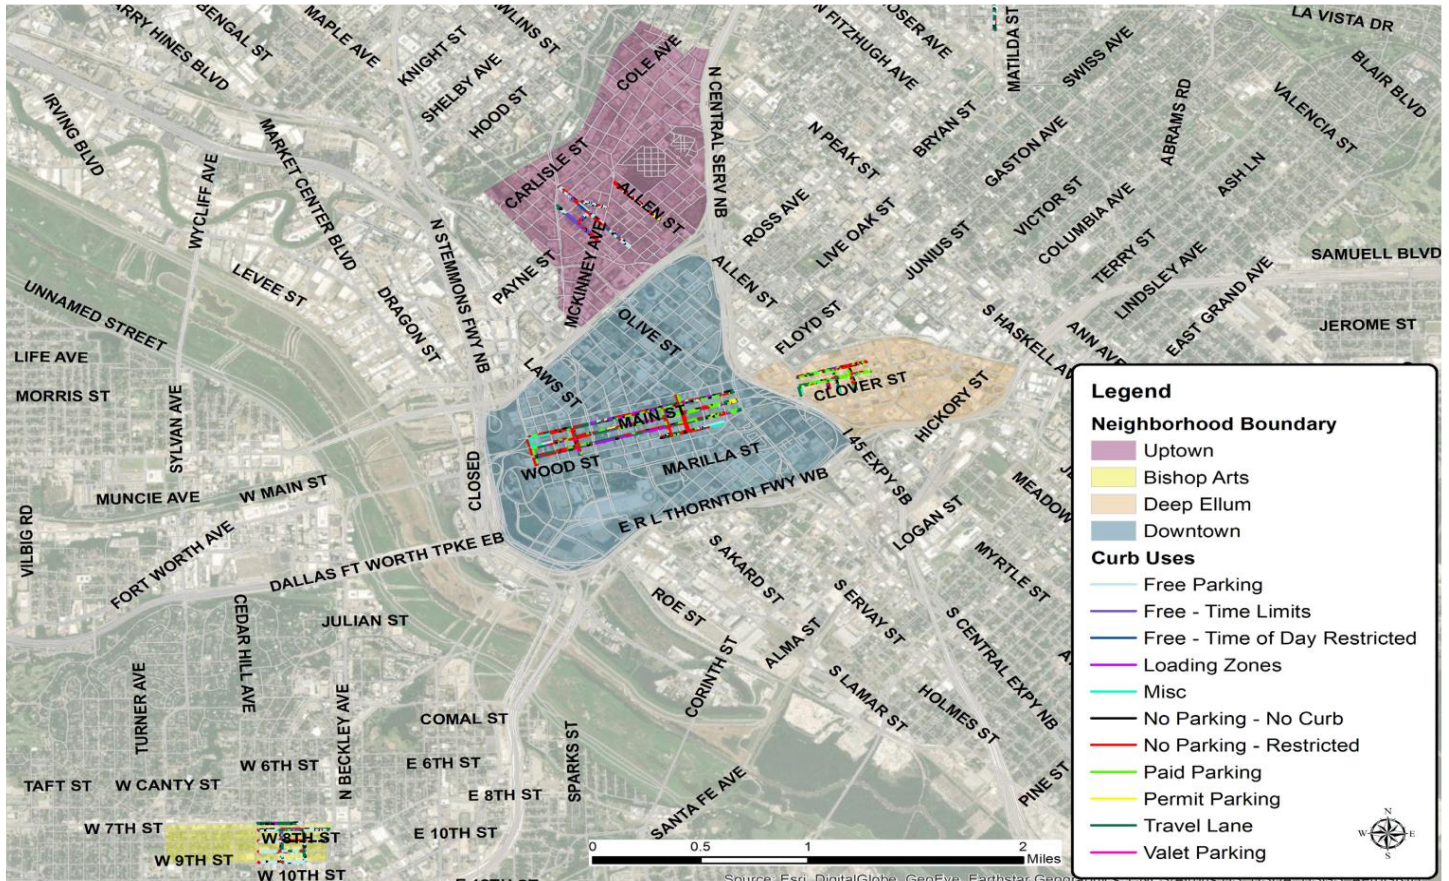 LA VISTA DR
BENGAL ST
MAPLE AVE
N FITZHUGH AVE
MATILDA ST
SWISS AVE
BLAIR BLVD
KNIGHT ST
SHELBY AVE
HOOD ST
COLE AVE
N CENTRAL SERV NB
IRVING BLVD
MARKET CENTER BLVD
WYCLIFF AVE
CARLISLE ST
ALLEN ST
N PEAK ST
BRYAN ST
GASTON AVE
ABRAMS RD
VALENCIA ST
ASH LN
ROSS AVE
LIVE OAK ST
JUNIUS ST
VICTOR ST
COLUMBIA AVE
TERRY ST
LINDSLEY AVE
EAST GRAND AVE
SAMUELL BLVD
UNNAMED STREET
LEVEE ST
DRAGON ST
N STEMMONS FWY NB
PAYNE ST
MCKINNEY AVE
OLIVE ST
ALLEN ST
FLOYD ST
S HASKELL AV
ANN AVE
JEROME ST
LIFE AVE
MORRIS ST
SYLVAN AVE
LAWS ST
MAIN ST
CLOVER ST
HICKORY ST
WOOD ST
MARILLA ST
I 45 EXPY SB
CLOSED
MUNCIE AVE
W MAIN ST
VILBIG RD
FORT WORTH AVE
DALLAS FT WORTH TPKE EB
E R L THORNTON FWY WB
LOGAN ST
MEADOW
MYRTLE ST
S AKARD ST
S SERVAY ST
S CENTRAL EXPY NB
ROE ST
ALMA ST
CORINTH ST
S LAMAR ST
HOLMES ST
PINE ST
JULIAN ST
CEDAR HILL AVE
TURNER AVE
N BECKLEY AVE
COMAL ST
SPARKS ST
W 6TH ST
E 6TH ST
TAFT ST
W CANTY ST
E 8TH ST
SANTA FE AVE
W 7TH ST
W 8TH ST
E 10TH ST
W 9TH ST
W 10TH ST
Legend
Neighborhood Boundary
Uptown
Bishop Arts
Deep Ellum
Downtown
Curb Uses
Free Parking
Free - Time Limits
Free - Time of Day Restricted
Loading Zones
Misc
No Parking - No Curb
No Parking - Restricted
Paid Parking
Permit Parking
Travel Lane
Valet Parking
N
W E
S
0 0.5 1 2
Miles
Source: Esri, DigitalGlobe, GeoEye, Earthstar